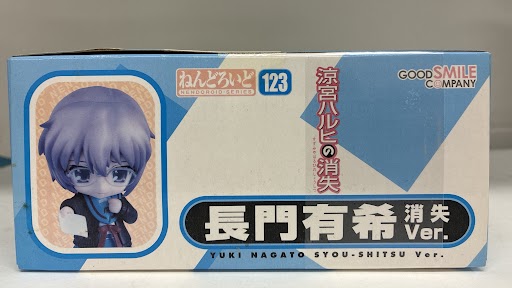 ねんどろいど
NENDOROID SERIES
123
GOOD SMILE
COMPANY
涼宮ハルヒの消失
長門有希 消失
Ver.
YUKI NAGATO SYOU-SHITSU Ver.